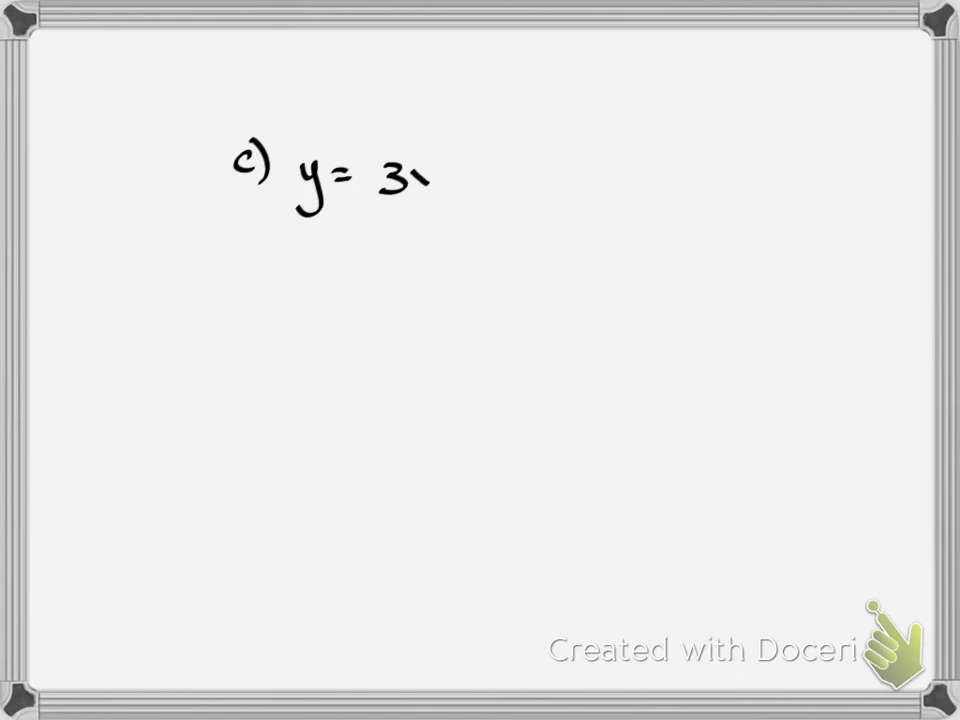 c) y = 3
Created with Doceri